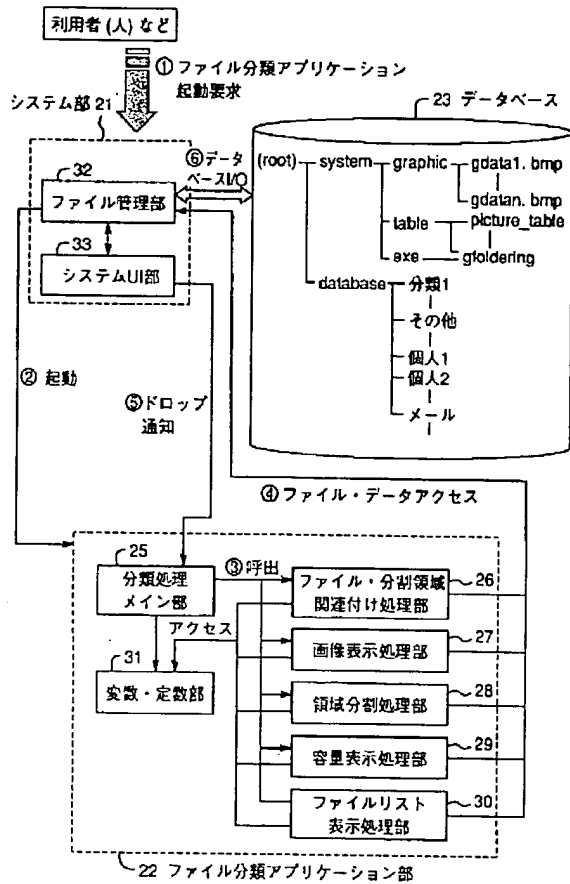 利用者(人)など
①ファイル分類アプリケーション
起動要求
システム部 21
23 データベース
⑥データ
ベースI/O
32
ファイル管理部
33
システムUI部
(root) system graphic gdata1.bmp
gdatan.bmp
table picture_table
exe gfoldering
database 分類1
その他
個人1
個人2
メール
②起動
⑤ドロップ
通知
④ファイル・データアクセス
25
分類処理
メイン部
③呼出
ファイル・分割領域
関連付け処理部
26
アクセス
31
変数・定数部
画像表示処理部
27
領域分割処理部
28
容量表示処理部
29
ファイルリスト
表示処理部
30
22 ファイル分類アプリケーション部